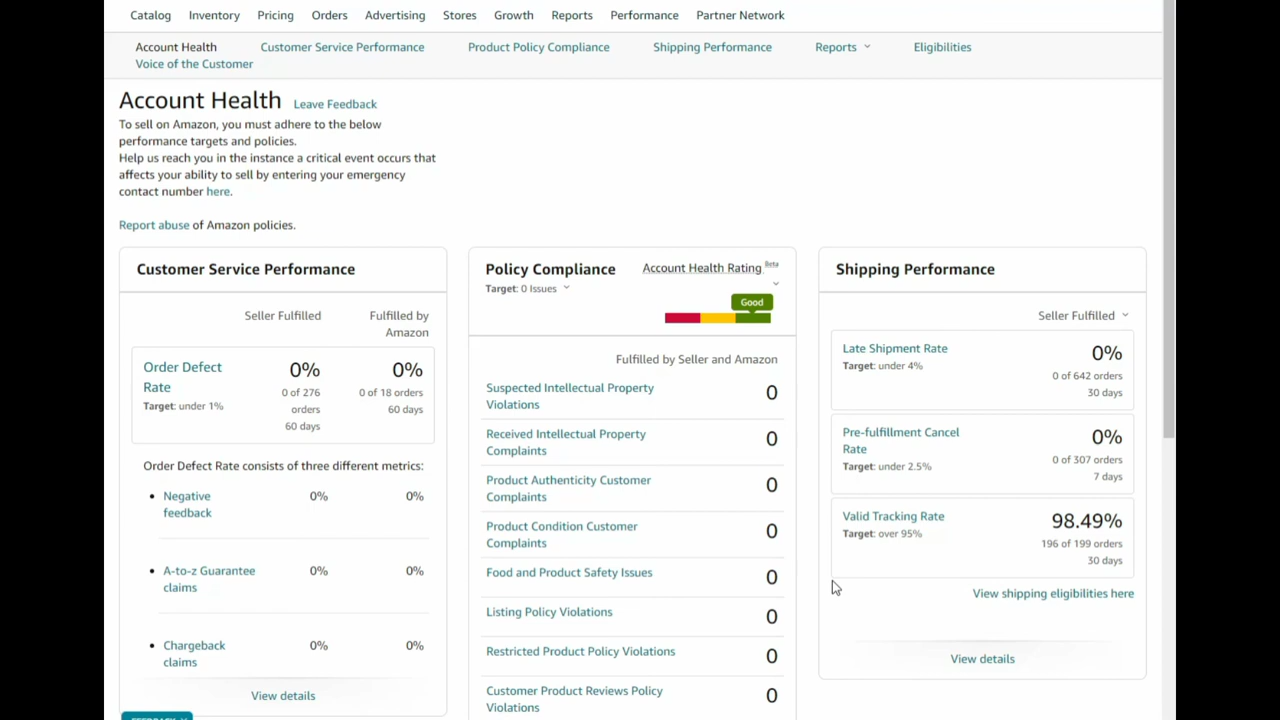 Catalog Inventory Pricing Orders Advertising Stores Growth Reports Performance Partner Network
Account Health Customer Service Performance Product Policy Compliance Shipping Performance Reports Eligibilities
Voice of the Customer
Account Health Leave Feedback
To sell on Amazon, you must adhere to the below
performance targets and policies.
Help us reach you in the instance a critical event occurs that
affects your ability to sell by entering your emergency
contact number here.
Report abuse of Amazon policies.
Customer Service Performance
Seller Fulfilled
Fulfilled by
Amazon
Order Defect
Rate
Target: under 1%
0%
0 of 276
orders
60 days
0%
0 of 18 orders
60 days
Order Defect Rate consists of three different metrics:
• Negative
feedback
0% 0%
• A-to-z Guarantee
claims
0% 0%
• Chargeback
claims
0% 0%
View details
Policy Compliance
Target: 0 Issues
Account Health Rating Beta
Good
Fulfilled by Seller and Amazon
Suspected Intellectual Property
Violations
0
Received Intellectual Property
Complaints
0
Product Authenticity Customer
Complaints
0
Product Condition Customer
Complaints
0
Food and Product Safety Issues 0
Listing Policy Violations 0
Restricted Product Policy Violations 0
Customer Product Reviews Policy
Violations
0
Shipping Performance
Seller Fulfilled
Late Shipment Rate
Target: under 4%
0%
0 of 642 orders
30 days
Pre-fulfillment Cancel
Rate
Target: under 2.5%
0%
0 of 307 orders
7 days
Valid Tracking Rate
Target: over 95%
98.49%
196 of 199 orders
30 days
View shipping eligibilities here
View details